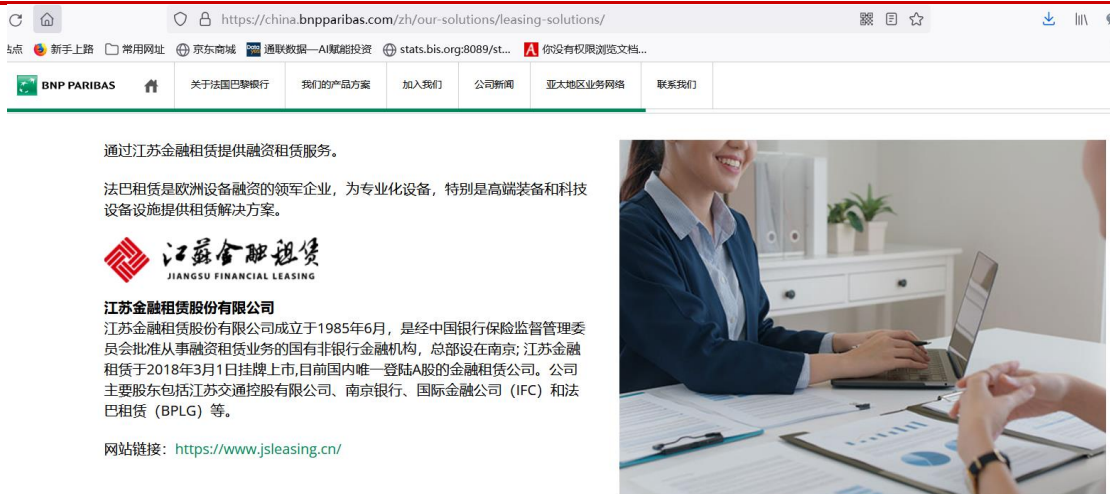 https://china.bnpparibas.com/zh/our-solutions/leasing-solutions/
站点 新手上路 常用网址 京东商城 通联数据—AI赋能投资 stats.bis.org:8089/st... 你没有权限浏览文档...
BNP PARIBAS 关于法国巴黎银行 我们的产品方案 加入我们 公司新闻 亚太地区业务网络 联系我们
通过江苏金融租赁提供融资租赁服务。
法巴租赁是欧洲设备融资的领军企业，为专业化设备，特别是高端装备和科技
设备设施提供租赁解决方案。
江苏金融租赁
JIANGSU FINANCIAL LEASING
江苏金融租赁股份有限公司
江苏金融租赁股份有限公司成立于1985年6月，是经中国银行保险监督管理委
员会批准从事融资租赁业务的国有非银行金融机构，总部设在南京; 江苏金融
租赁于2018年3月1日挂牌上市,目前国内唯一登陆A股的金融租赁公司。公司
主要股东包括江苏交通控股有限公司、南京银行、国际金融公司（IFC）和法
巴租赁（BPLG）等。
网站链接：https://www.jsleasing.cn/